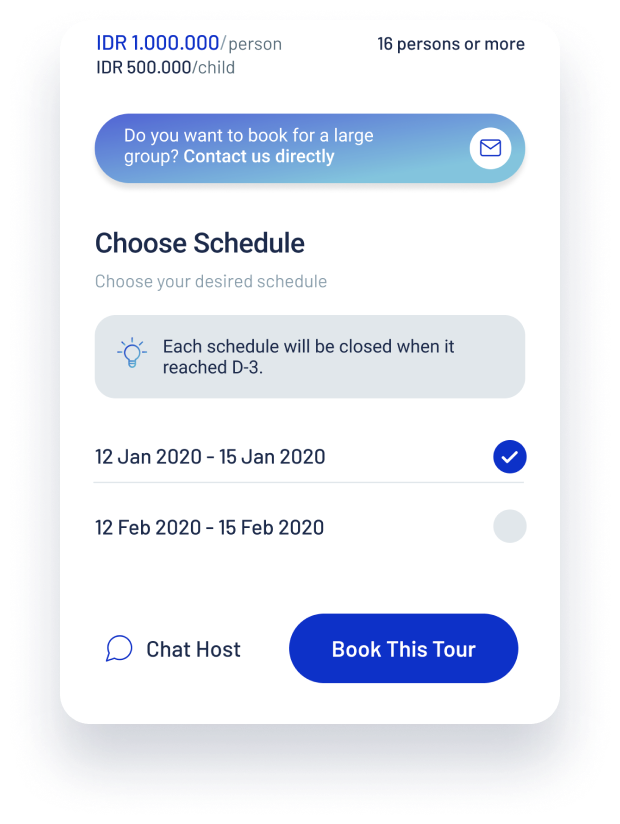 IDR 1.000.000/person
16 persons or more
IDR 500.000/child
Do you want to book for a large
group? Contact us directly
Choose Schedule
Choose your desired schedule
Each schedule will be closed when it
reached D-3.
12 Jan 2020 - 15 Jan 2020
12 Feb 2020 - 15 Feb 2020
Chat Host
Book This Tour